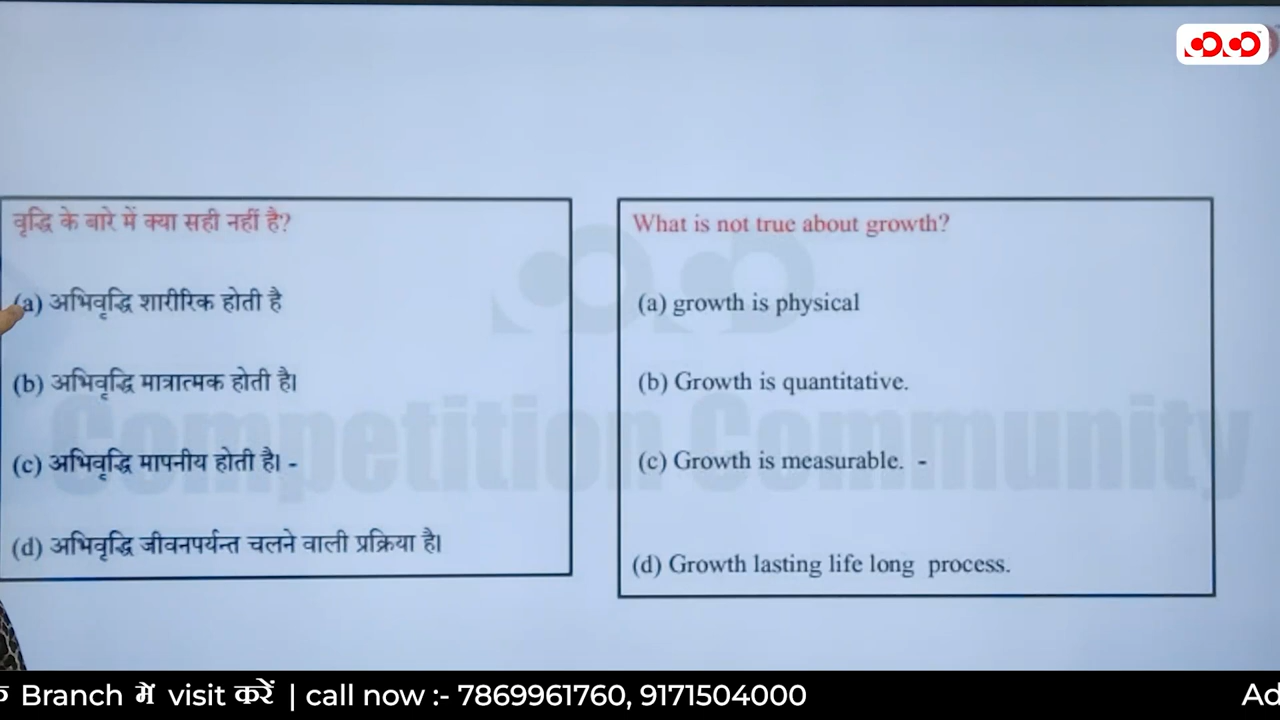 वृद्धि के बारे में क्या सही नहीं है?
(a) अभिवृद्धि शारीरिक होती है
(b) अभिवृद्धि मात्रात्मक होती है।
(c) अभिवृद्धि मापनीय होती है। -
(d) अभिवृद्धि जीवनपर्यन्त चलने वाली प्रक्रिया है।
What is not true about growth?
(a) growth is physical
(b) Growth is quantitative.
(c) Growth is measurable. -
(d) Growth lasting life long process.
Competition Community
Branch में visit करें | call now :- 7869961760, 9171504000
Ad